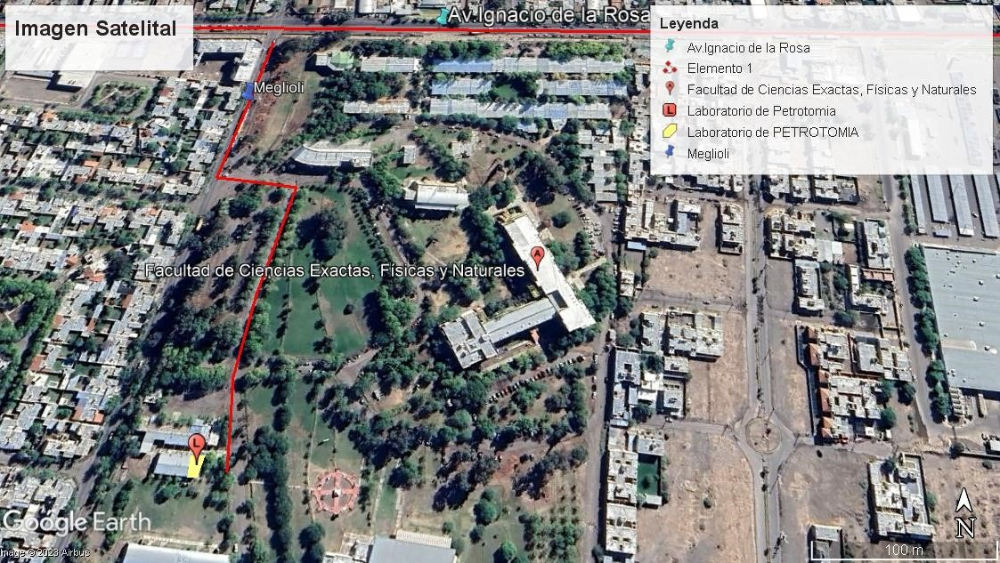 Av.Ignacio de la Rosa
Imagen Satelital
Leyenda
Av.Ignacio de la Rosa
Elemento 1
A Facultad de Ciencias Exactas, Físicas y Naturales
L Laboratorio de Petrotomia
Laboratorio de PETROTOMIA
Meglioli
Meglioli
A
Facultad de Ciencias Exactas, Físicas y Naturales
L
Google Earth
N
Image © 2023 Airbus
100 m